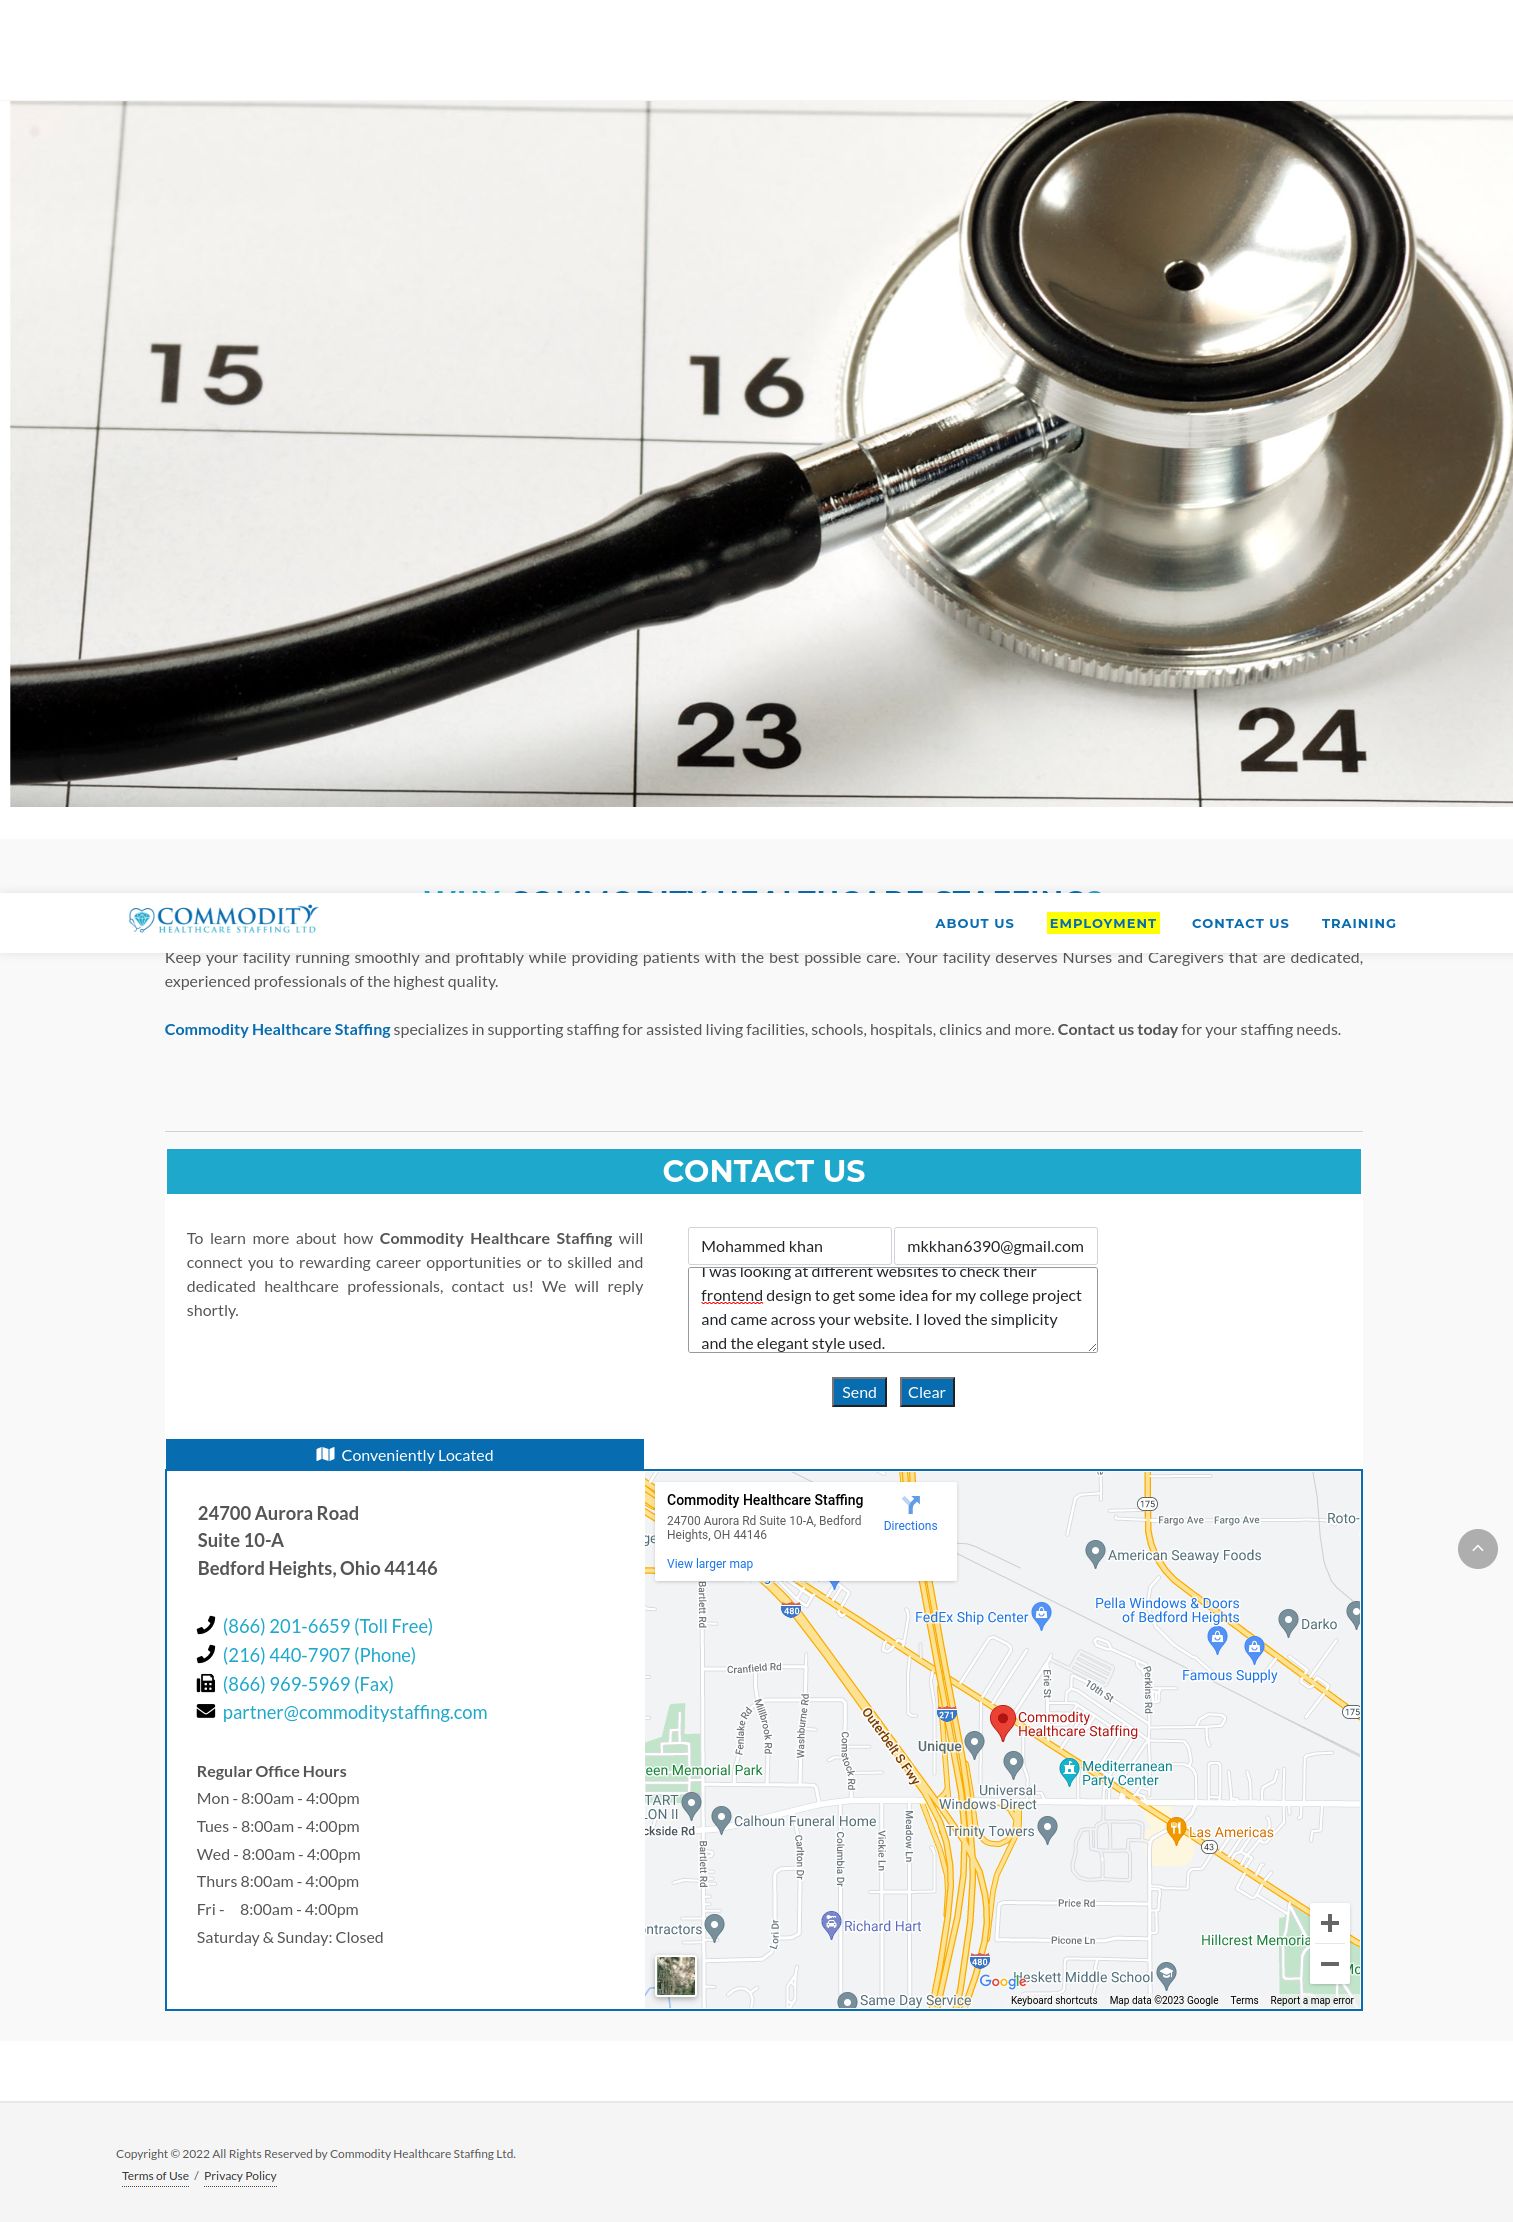 15
16
23
24
WHY COMMODITY HEALTHCARE STAFFING?
COMMODITY
HEALTHCARE STAFFING LTD
ABOUT US
EMPLOYMENT
CONTACT US
TRAINING
Keep your facility running smoothly and profitably while providing patients with the best possible care. Your facility deserves Nurses and Caregivers that are dedicated,
experienced professionals of the highest quality.
Commodity Healthcare Staffing specializes in supporting staffing for assisted living facilities, schools, hospitals, clinics and more. Contact us today for your staffing needs.
CONTACT US
To learn more about how Commodity Healthcare Staffing will
connect you to rewarding career opportunities or to skilled and
dedicated healthcare professionals, contact us! We will reply
shortly.
Mohammed khan
mkkhan6390@gmail.com
I was looking at different websites to check their
frontend design to get some idea for my college project
and came across your website. I loved the simplicity
and the elegant style used.
Send
Clear
Conveniently Located
24700 Aurora Road
Suite 10-A
Bedford Heights, Ohio 44146
(866) 201-6659 (Toll Free)
(216) 440-7907 (Phone)
(866) 969-5969 (Fax)
partner@commoditystaffing.com
Regular Office Hours
Mon - 8:00am - 4:00pm
Tues - 8:00am - 4:00pm
Wed - 8:00am - 4:00pm
Thurs 8:00am - 4:00pm
Fri - 8:00am - 4:00pm
Saturday & Sunday: Closed
Commodity Healthcare Staffing
24700 Aurora Rd Suite 10-A, Bedford
Heights, OH 44146
Directions
View larger map
175
Fargo Ave
Fargo Ave
Roto-
American Seaway Foods
Bartlett Rd
480
FedEx Ship Center
Pella Windows & Doors
of Bedford Heights
Darko
Famous Supply
Cranfield Rd
Erie St
10th St
Perkins Rd
Fenlake Rd
Millbrook Rd
Washburne Rd
Outerbelt S Fwy
271
175
Commodity
Healthcare Staffing
Comstock Rd
Unique
Mediterranean
Party Center
een Memorial Park
Universal
Windows Direct
TART
LON II
Calhoun Funeral Home
ckside Rd
Trinity Towers
Las Americas
43
Bartlett Rd
Carlton Dr
Columbia Dr
Vickie Ln
Meadow Ln
Price Rd
ntractors
Lori Dr
Richard Hart
Picone Ln
Hillcrest Memoria
Mc
480
Google
Heskett Middle School
Same Day Service
Keyboard shortcuts
Map data ©2023 Google
Terms
Report a map error
Copyright © 2022 All Rights Reserved by Commodity Healthcare Staffing Ltd.
Terms of Use / Privacy Policy